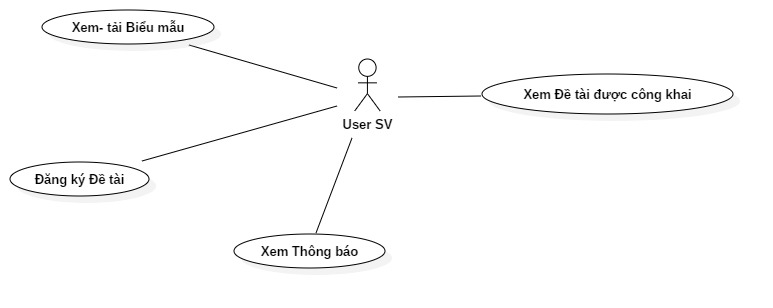 Xem- tải Biểu mẫu
Xem Đề tài được công khai
User SV
Đăng ký Đề tài
Xem Thông báo